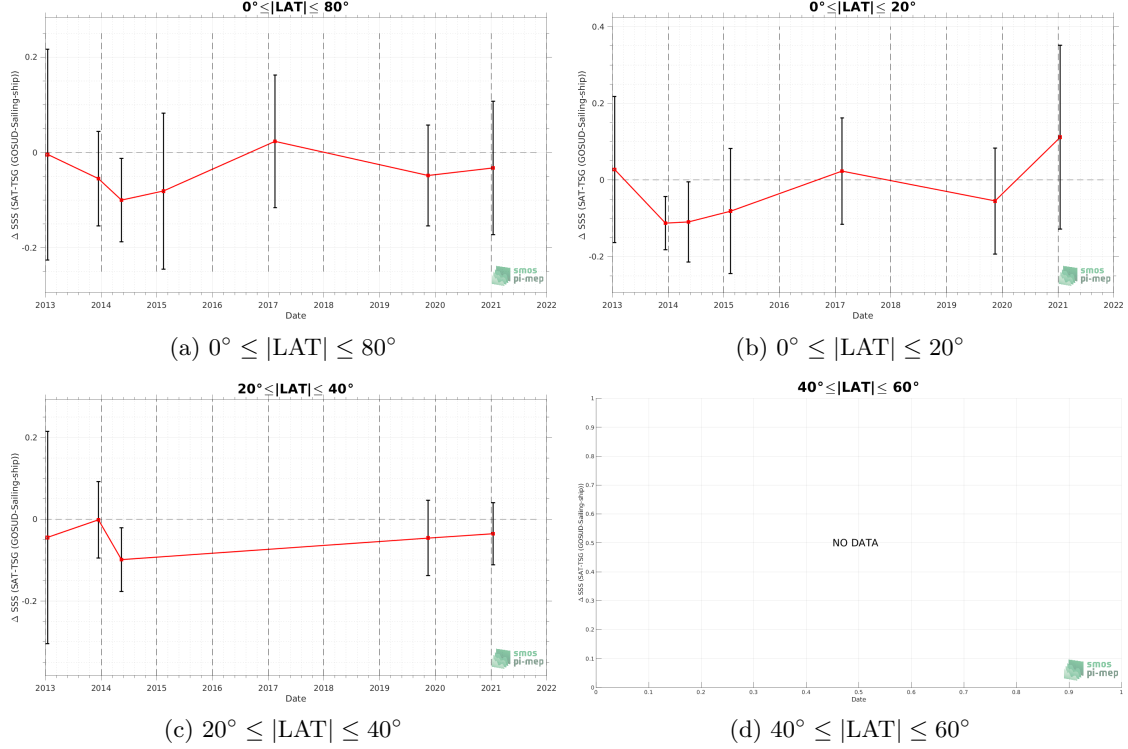 0°≤|LAT|≤ 80°
Δ SSS (SAT-TSG (GOSUD-Sailing-ship))
0.2
0
-0.2
2013 2014 2015 2016 2017 2018 2019 2020 2021 2022
Date
smos
pi-mep
(a) 0° ≤ |LAT| ≤ 80°
0°≤|LAT|≤ 20°
Δ SSS (SAT-TSG (GOSUD-Sailing-ship))
0.4
0.2
0
-0.2
2013 2014 2015 2016 2017 2018 2019 2020 2021 2022
Date
smos
pi-mep
(b) 0° ≤ |LAT| ≤ 20°
20°≤|LAT|≤ 40°
Δ SSS (SAT-TSG (GOSUD-Sailing-ship))
0.2
0
-0.2
2013 2014 2015 2016 2017 2018 2019 2020 2021 2022
Date
smos
pi-mep
(c) 20° ≤ |LAT| ≤ 40°
40°≤|LAT|≤ 60°
Δ SSS (SAT-TSG (GOSUD-Sailing-ship))
1
0.9
0.8
0.7
0.6
0.5
0.4
0.3
0.2
0.1
0
NO DATA
0 0.1 0.2 0.3 0.4 0.5 0.6 0.7 0.8 0.9 1
Date
smos
pi-mep
(d) 40° ≤ |LAT| ≤ 60°